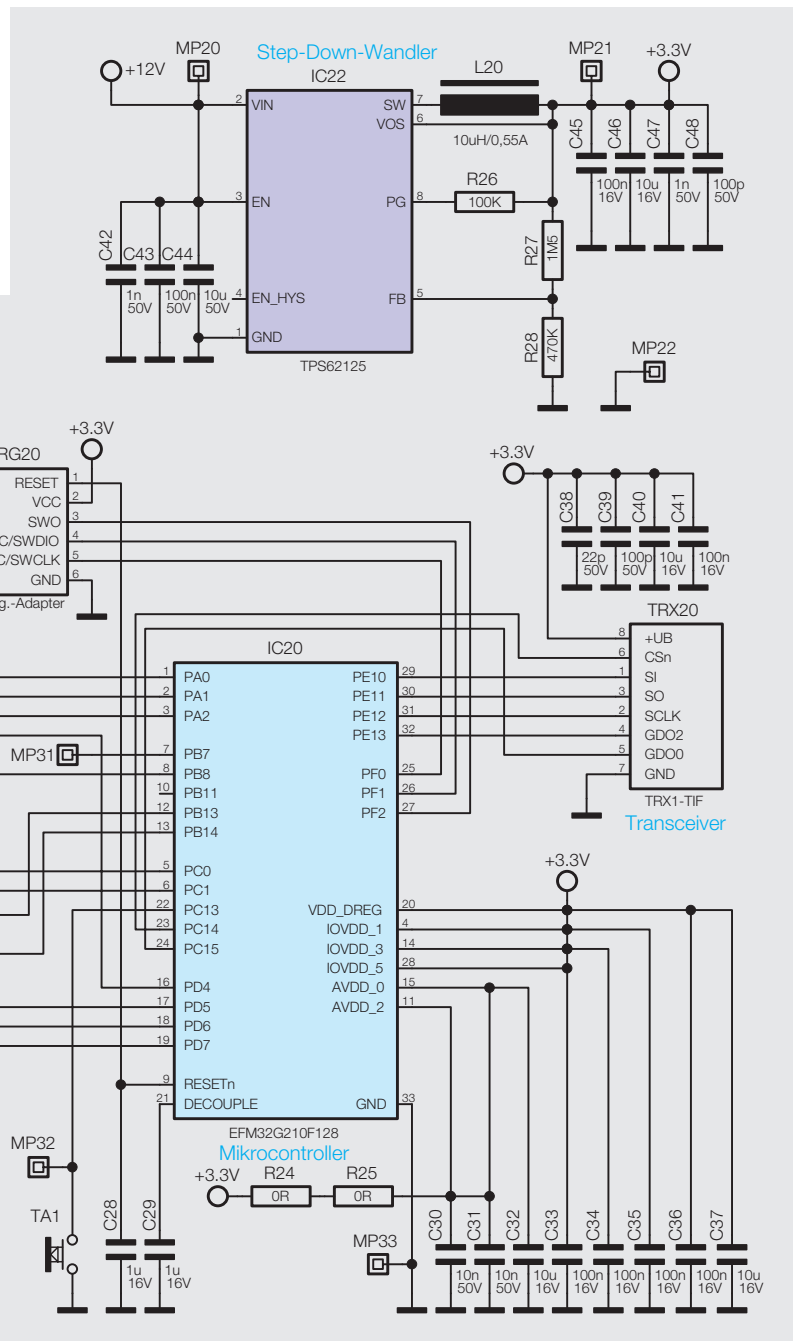 MP20
Step-Down-Wandler
IC22
+12V
L20
MP21
+3.3V
2 VIN
SW 7
VOS 6
10uH/0,55A
C45
C46
C47
C48
100n
16V
10u
16V
1n
50V
100p
50V
R26
100K
3 EN
PG 8
R27
1M5
C42
C43
C44
1n
50V
100n
50V
10u
50V
4 EN_HYS
FB 5
1 GND
R28
470K
MP22
TPS62125
+3.3V
RG20
RESET 1
VCC 2
SWO 3
C/SWDIO 4
C/SWCLK 5
GND 6
g.-Adapter
+3.3V
C38
C39
C40
C41
22p
50V
100p
50V
10u
16V
100n
16V
TRX20
8 +UB
6 CSn
1 SI
3 SO
2 SCLK
4 GDO2
5 GDO0
7 GND
TRX1-TIF
Transceiver
IC20
1 PA0
2 PA1
3 PA2
MP31
7 PB7
8 PB8
10 PB11
12 PB13
13 PB14
5 PC0
6 PC1
22 PC13
23 PC14
24 PC15
16 PD4
17 PD5
18 PD6
19 PD7
9 RESETn
21 DECOUPLE
PE10 29
PE11 30
PE12 31
PE13 32
PF0 25
PF1 26
PF2 27
+3.3V
VDD_DREG 20
IOVDD_1 4
IOVDD_3 14
IOVDD_5 28
AVDD_0 15
AVDD_2 11
GND 33
EFM32G210F128
Mikrocontroller
MP32
TA1
+3.3V
R24
0R
R25
0R
MP33
C28
C29
C30
C31
C32
C33
C34
C35
C36
C37
1u
16V
1u
16V
10n
50V
10n
50V
10u
16V
100n
16V
100n
16V
100n
16V
100n
16V
10u
16V